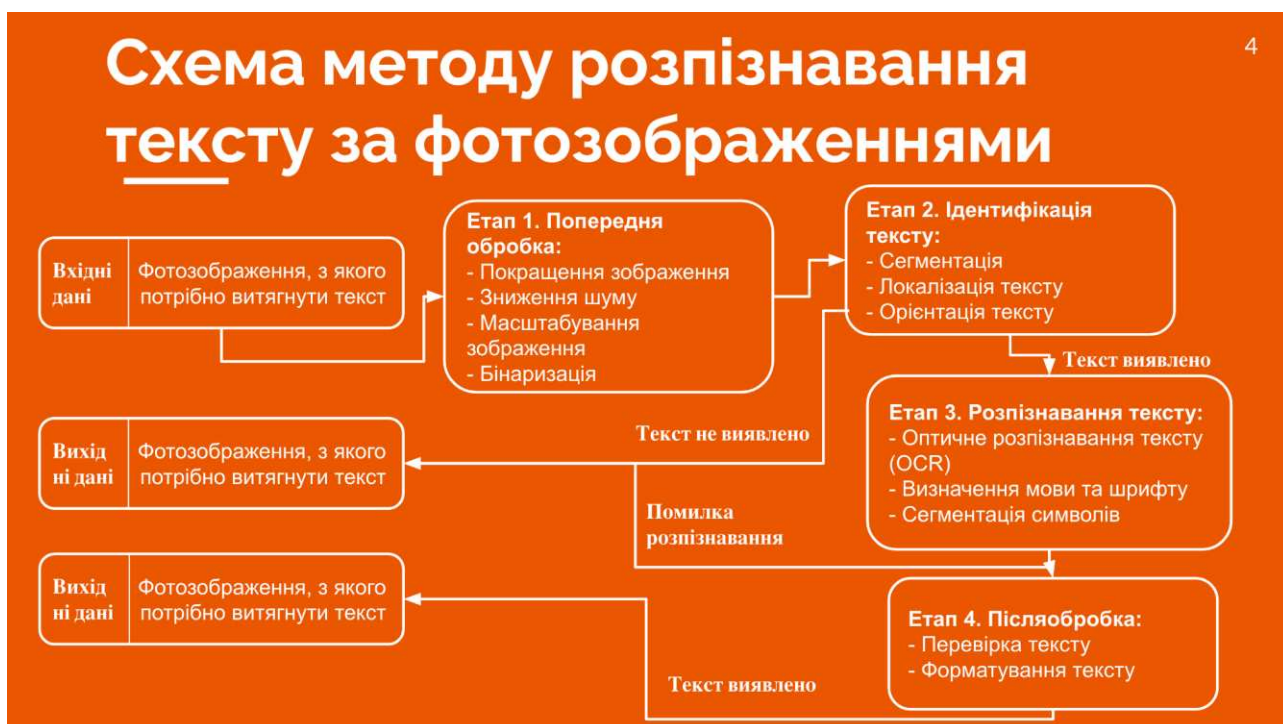 4
Схема методу розпізнавання
тексту за фотозображеннями
Вхідні
дані
Фотозображення, з якого
потрібно витягнути текст
Етап 1. Попередня
обробка:
- Покращення зображення
- Зниження шуму
- Масштабування
зображення
- Бінаризація
Етап 2. Ідентифікація
тексту:
- Сегментація
- Локалізація тексту
- Орієнтація тексту
Текст виявлено
Етап 3. Розпізнавання тексту:
- Оптичне розпізнавання тексту
(OCR)
- Визначення мови та шрифту
- Сегментація символів
Текст не виявлено
Вихід
ні дані
Фотозображення, з якого
потрібно витягнути текст
Помилка
розпізнавання
Вихід
ні дані
Фотозображення, з якого
потрібно витягнути текст
Етап 4. Післяобробка:
- Перевірка тексту
- Форматування тексту
Текст виявлено